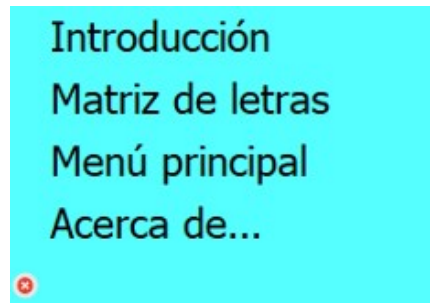 Introducción
Matriz de letras
Menú principal
Acerca de...